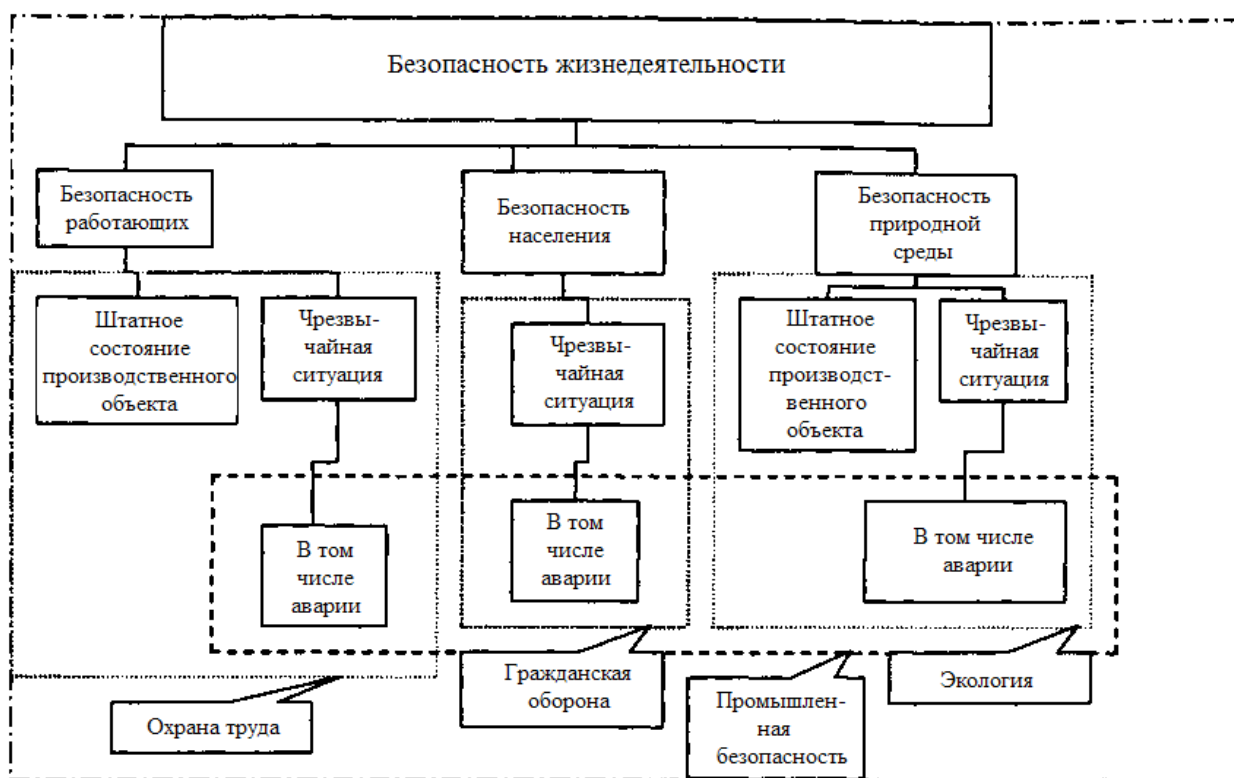 Безопасность жизнедеятельности
Безопасность
работающих
Безопасность
населения
Безопасность
природной
среды
Штатное
состояние
производственного
объекта
Чрезвы-
чайная
ситуация
Чрезвы-
чайная
ситуация
Штатное
состояние
производст-
венного
объекта
Чрезвы-
чайная
ситуация
В том
числе
аварии
В том
числе
аварии
В том числе
аварии
Охрана труда
Гражданская
оборона
Промышлен-
ная
безопасность
Экология